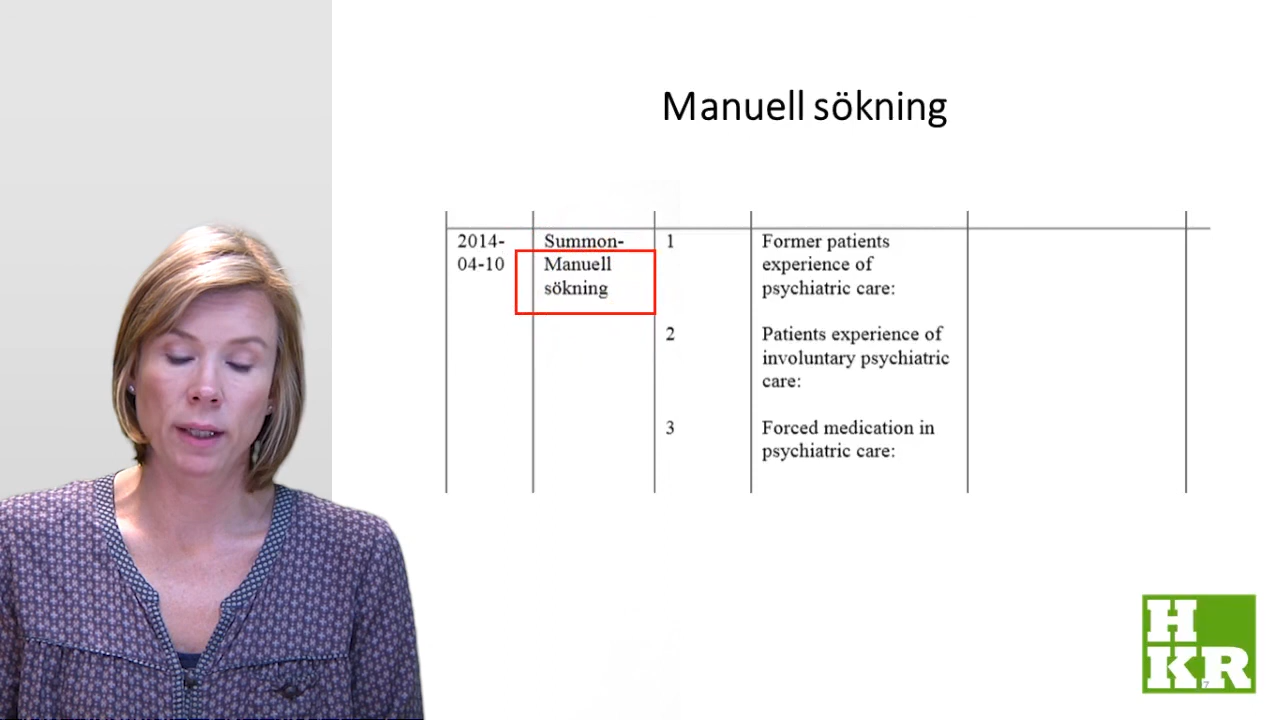 Manuell sökning
2014-
04-10
Summon-
Manuell
sökning
1
Former patients
experience of
psychiatric care:
2
Patients experience of
involuntary psychiatric
care:
3
Forced medication in
psychiatric care:
H
KR
7